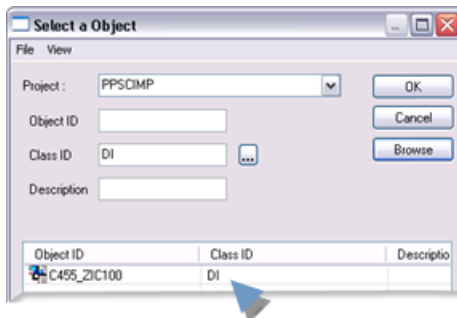 Select a Object
File View
Project : PPSCIMP OK
Object ID Cancel
Class ID DI ... Browse
Description
Object ID Class ID Descriptio
C455_ZIC100 DI